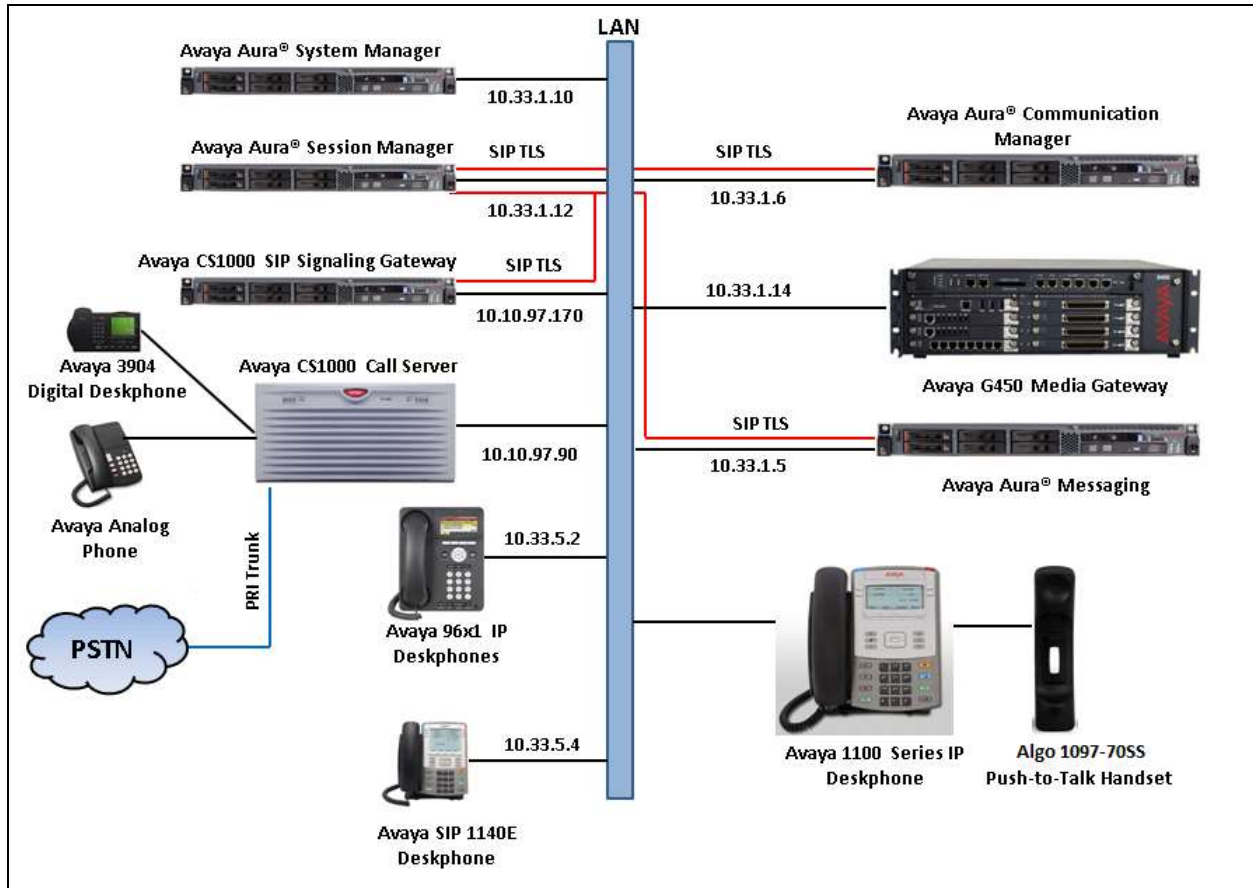 LAN
Avaya Aura® System Manager
10.33.1.10
Avaya Aura® Session Manager
SIP TLS
10.33.1.12
Avaya CS1000 SIP Signaling Gateway
SIP TLS
10.10.97.170
Avaya 3904
Digital Deskphone
Avaya CS1000 Call Server
10.10.97.90
Avaya Analog
Phone
PRI Trunk
PSTN
10.33.5.2
Avaya 96x1 IP
Deskphones
10.33.5.4
Avaya SIP 1140E
Deskphone
Avaya Aura® Communication
Manager
SIP TLS
10.33.1.6
10.33.1.14
AVAYA
Avaya G450 Media Gateway
SIP TLS
10.33.1.5
Avaya Aura® Messaging
AVAYA
Avaya 1100 Series IP
Deskphone
Algo 1097-70SS
Push-to-Talk Handset